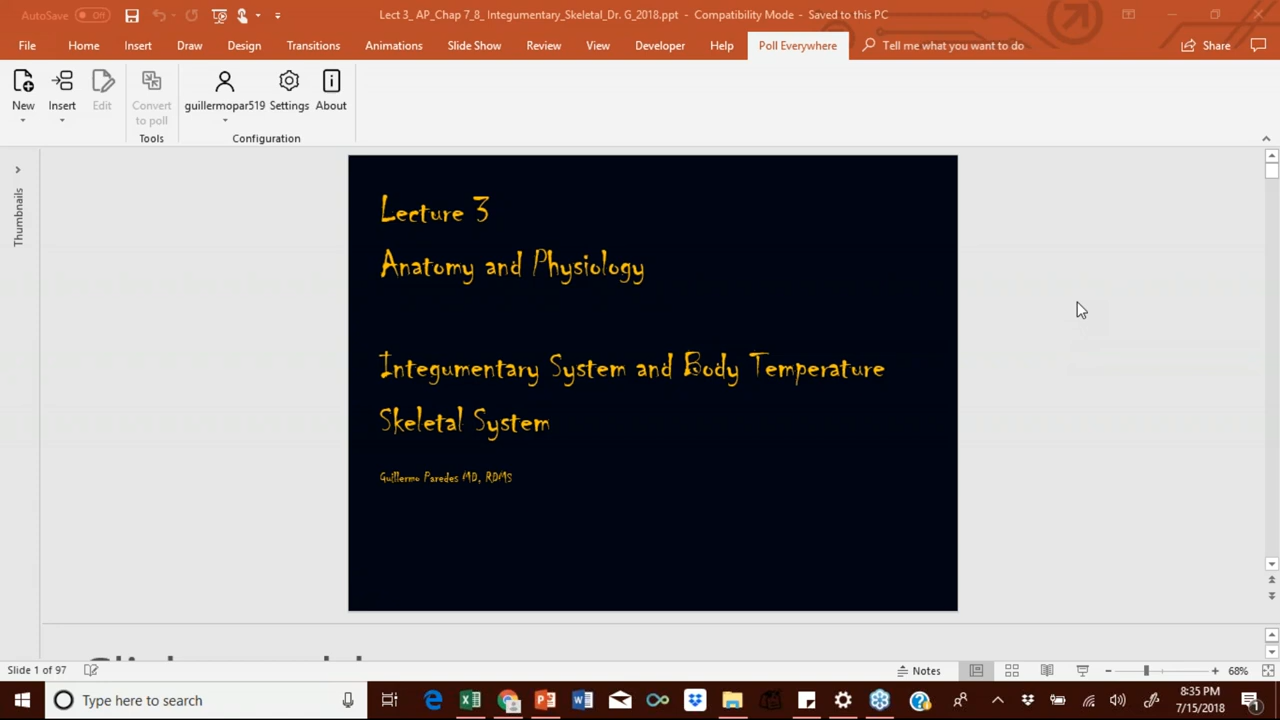 AutoSave Off
Lect 3_AP_Chap 7_8_ Integumentary_Skeletal_Dr. G_2018.ppt - Compatibility Mode - Saved to this PC
File Home Insert Draw Design Transitions Animations Slide Show Review View Developer Help Poll Everywhere Tell me what you want to do Share
New Insert Edit Convert to poll guillermopar519 Settings About
Tools Configuration
Thumbnails
Lecture 3
Anatomy and Physiology
Integumentary System and Body Temperature
Skeletal System
Guillermo Paredes MD, RDMS
Slide 1 of 97 Notes 68%
Type here to search
8:35 PM
7/15/2018